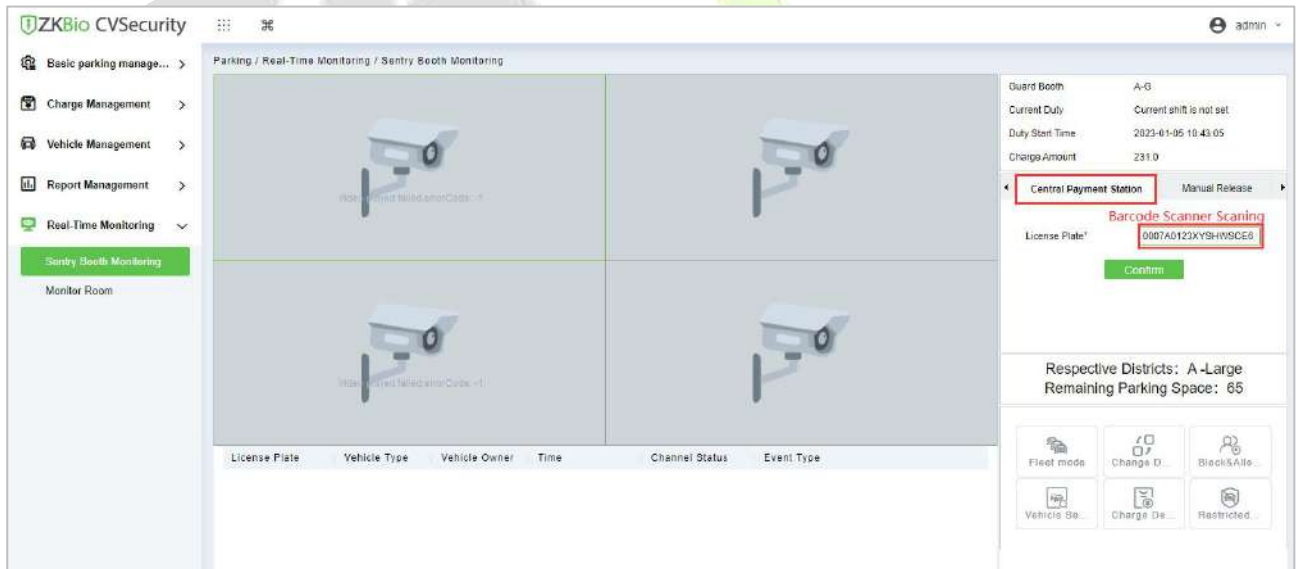 ZKBio CVSecurity
admin
Basic parking manage...
Charge Management
Vehicle Management
Report Management
Real-Time Monitoring
Sentry Booth Monitoring
Monitor Room
Parking / Real-Time Monitoring / Sentry Booth Monitoring
Guard Booth A-G
Current Duty Current shift is not set
Duty Start Time 2023-01-05 18:43:05
Charge Amount 231.0
Central Payment Station Manual Release
Barcode Scanner Scaning
License Plate*
Confirm
Respective Districts: A-Large
Remaining Parking Space: 65
License Plate Vehicle Type Vehicle Owner Time Channel Status Event Type
Fleet mode
Change D...
Block&Allo...
Vehicle Se...
Charge De...
Restricted...